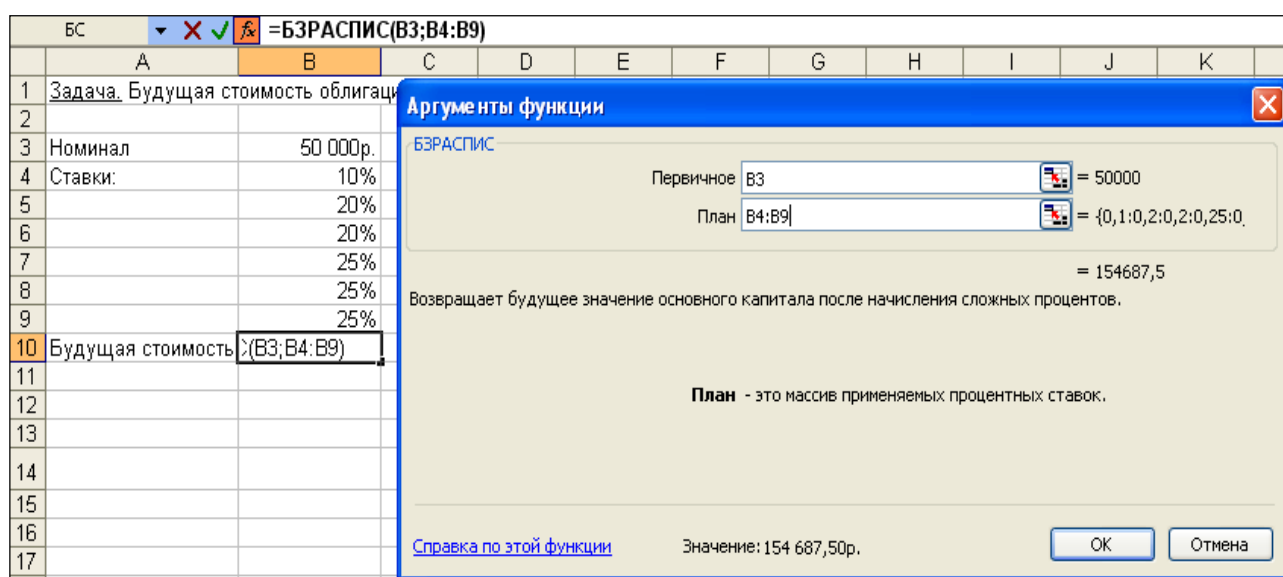 БС =БЗРАСПИС(B3;B4:B9)
A B C D E F G H I J K
1 Задача. Будущая стоимость облигаци
2
3 Номинал 50 000р.
4 Ставки: 10%
5 20%
6 20%
7 25%
8 25%
9 25%
10 Будущая стоимость С(B3;B4:B9)
11
12
13
14
15
16
17
Аргументы функции
БЗРАСПИС
Первичное B3 = 50000
План B4:B9 = {0,1:0,2:0,2:0,25:0,
= 154687,5
Возвращает будущее значение основного капитала после начисления сложных процентов.
План - это массив применяемых процентных ставок.
Справка по этой функции Значение: 154 687,50р. ОК Отмена